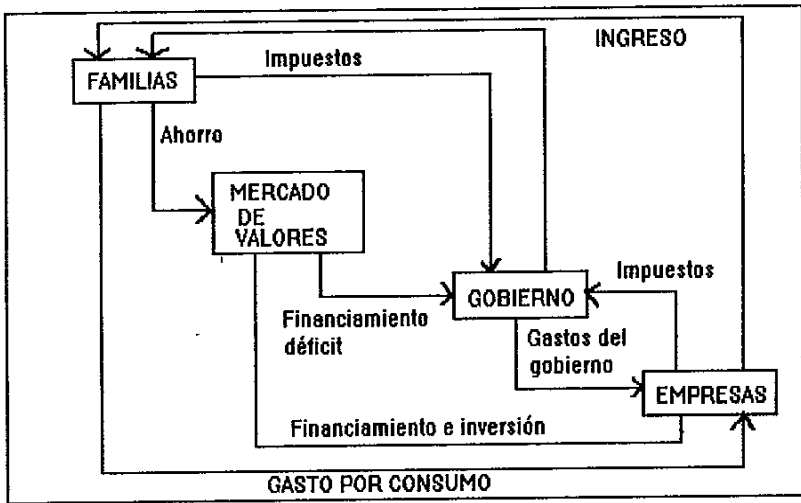 INGRESO
Impuestos
FAMILIAS
Ahorro
MERCADO
DE
VALORES
Impuestos
GOBIERNO
Financiamiento
déficit
Gastos del
gobierno
EMPRESAS
Financiamiento e inversión
GASTO POR CONSUMO